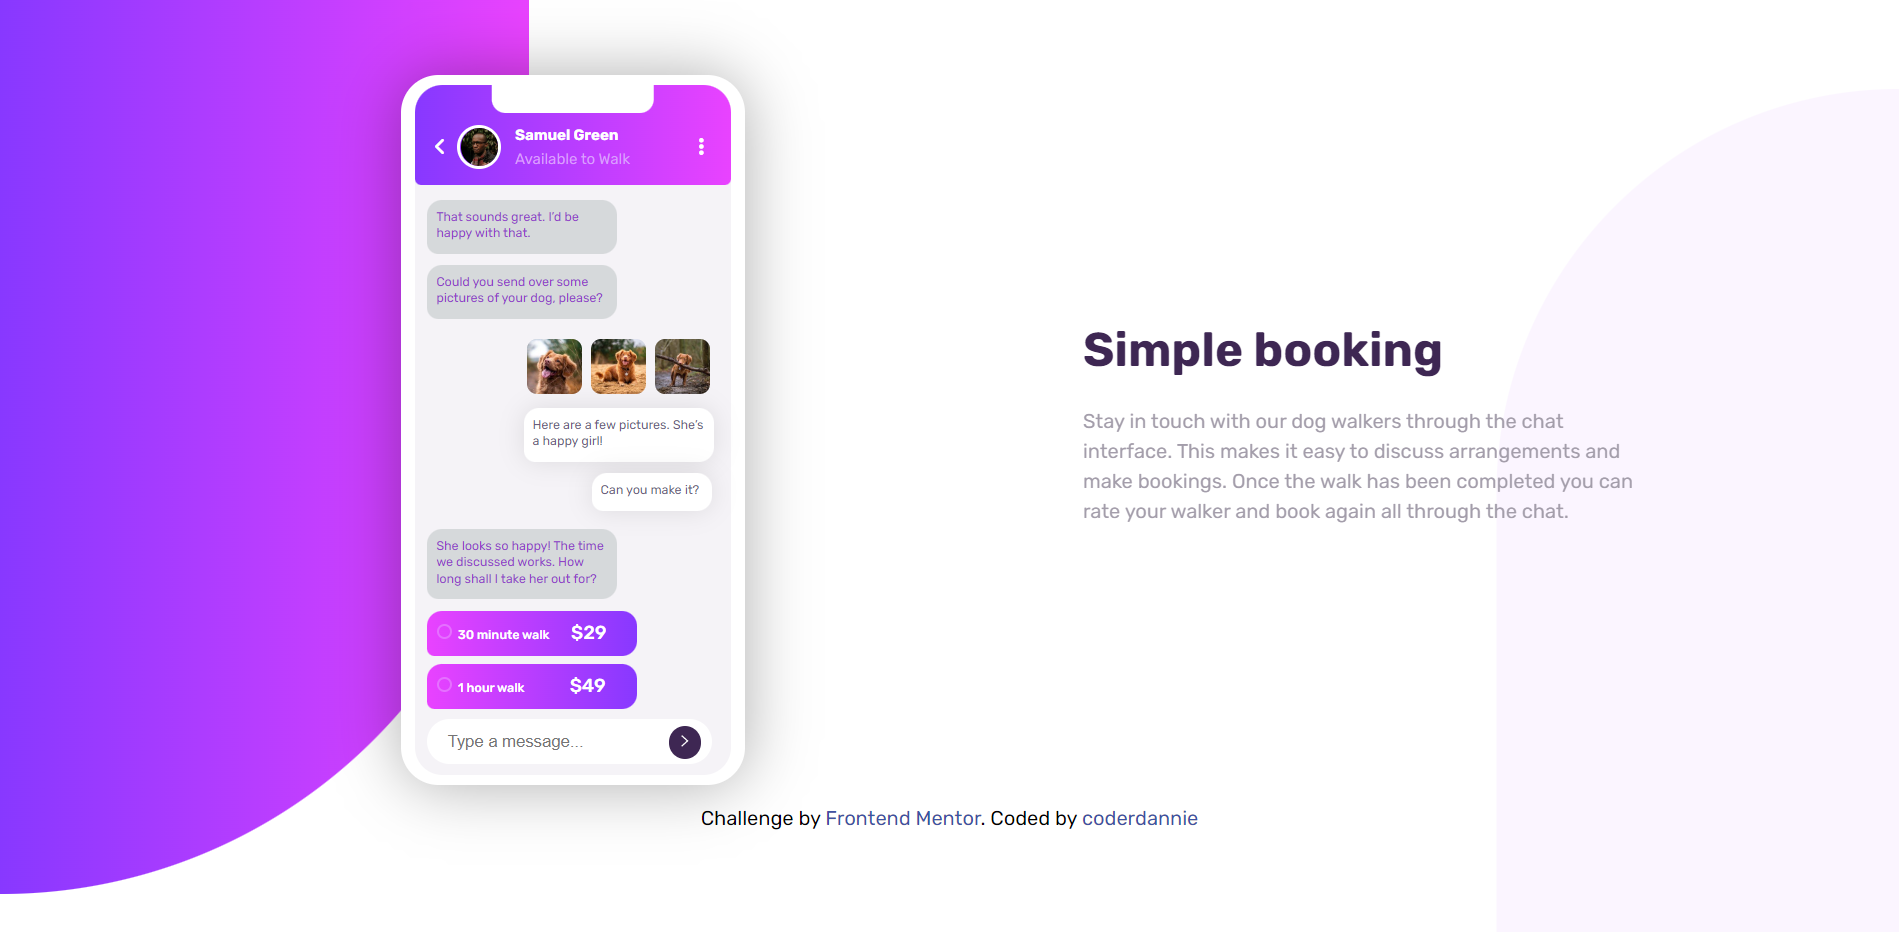 Samuel Green
Available to Walk
That sounds great. I'd be
happy with that.
Could you send over some
pictures of your dog, please?
Here are a few pictures. She's
a happy girl!
Can you make it?
She looks so happy! The time
we discussed works. How
long shall I take her out for?
30 minute walk $29
1 hour walk $49
Type a message...
Simple booking
Stay in touch with our dog walkers through the chat
interface. This makes it easy to discuss arrangements and
make bookings. Once the walk has been completed you can
rate your walker and book again all through the chat.
Challenge by Frontend Mentor. Coded by coderdannie